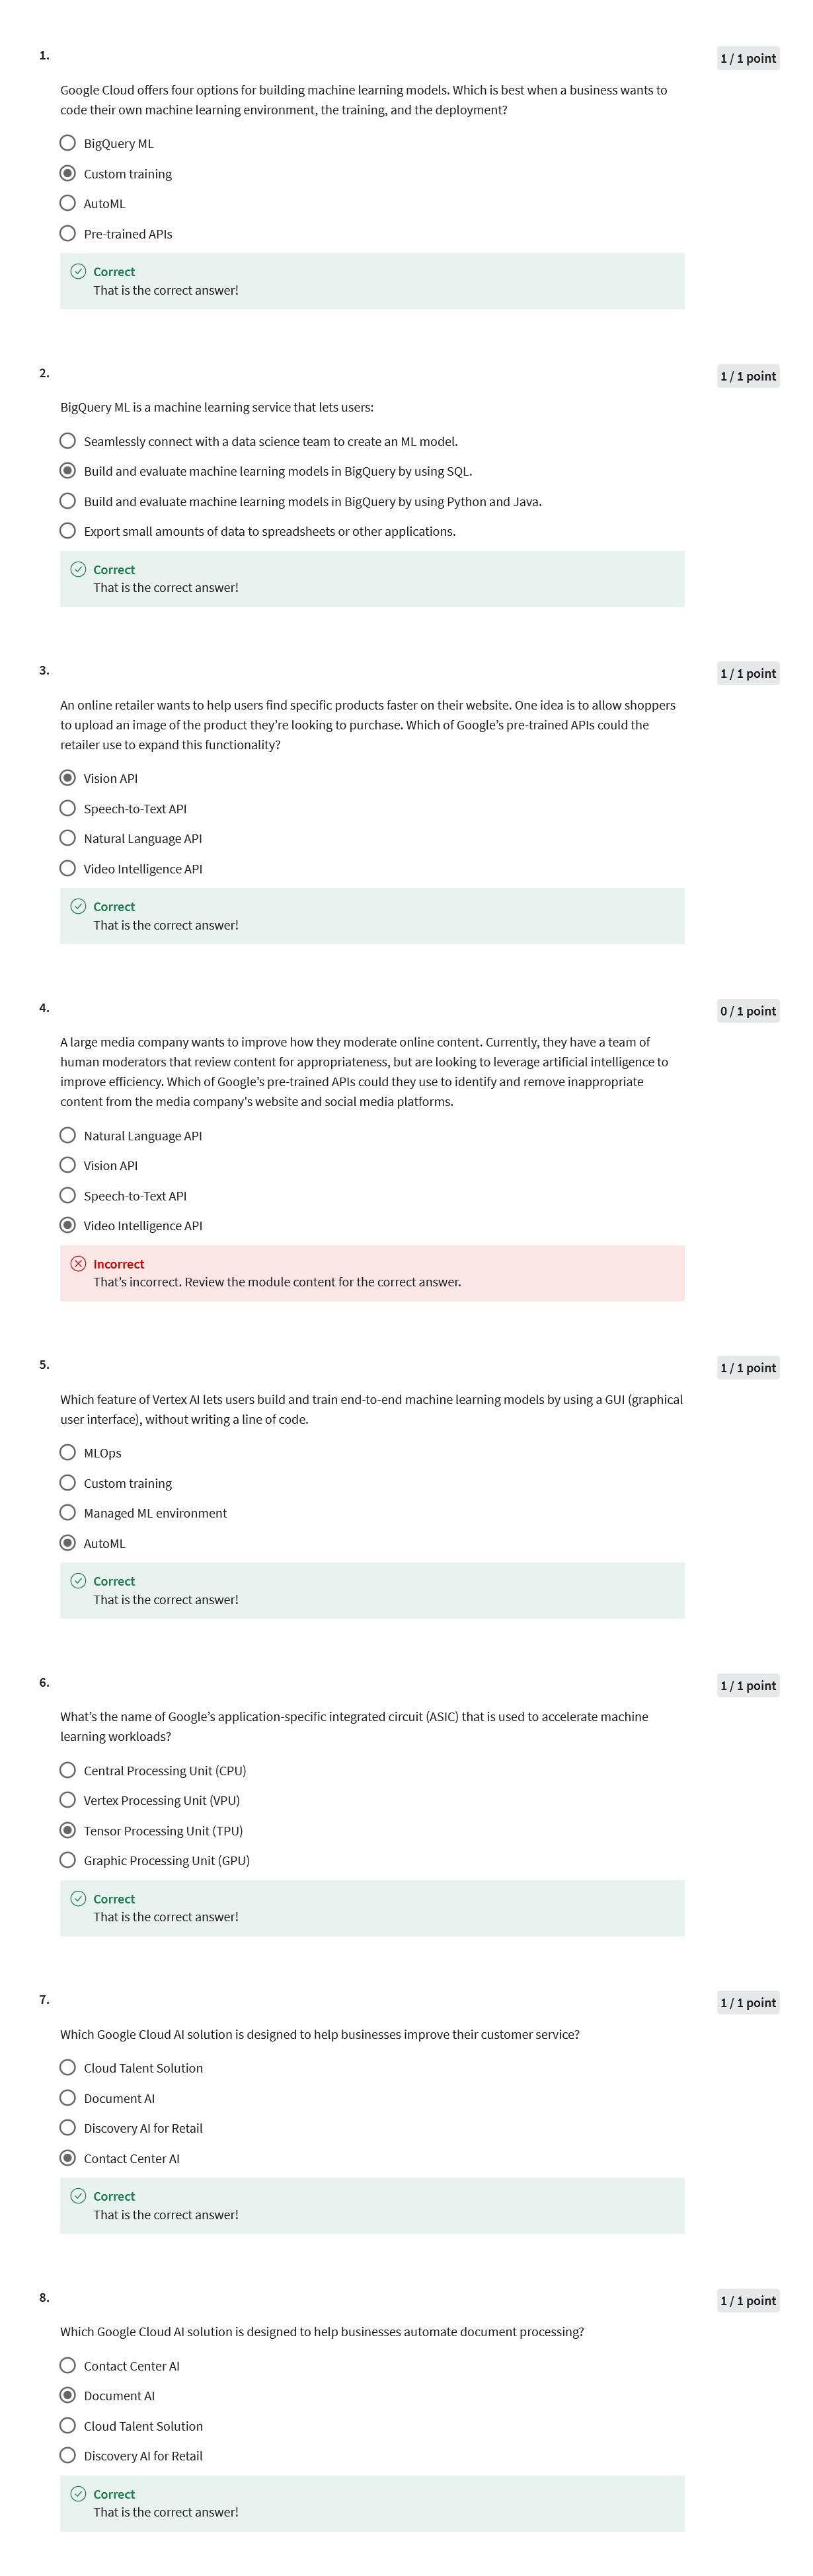 1.
1 / 1 point
Google Cloud offers four options for building machine learning models. Which is best when a business wants to
code their own machine learning environment, the training, and the deployment?
BigQuery ML
Custom training
AutoML
Pre-trained APIs
Correct
That is the correct answer!
2.
1 / 1 point
BigQuery ML is a machine learning service that lets users:
Seamlessly connect with a data science team to create an ML model.
Build and evaluate machine learning models in BigQuery by using SQL.
Build and evaluate machine learning models in BigQuery by using Python and Java.
Export small amounts of data to spreadsheets or other applications.
Correct
That is the correct answer!
3.
1 / 1 point
An online retailer wants to help users find specific products faster on their website. One idea is to allow shoppers
to upload an image of the product they're looking to purchase. Which of Google’s pre-trained APIs could the
retailer use to expand this functionality?
Vision API
Speech-to-Text API
Natural Language API
Video Intelligence API
Correct
That is the correct answer!
4.
0 / 1 point
A large media company wants to improve how they moderate online content. Currently, they have a team of
human moderators that review content for appropriateness, but are looking to leverage artificial intelligence to
improve efficiency. Which of Google’s pre-trained APIs could they use to identify and remove inappropriate
content from the media company's website and social media platforms.
Natural Language API
Vision API
Speech-to-Text API
Video Intelligence API
Incorrect
That’s incorrect. Review the module content for the correct answer.
5.
1 / 1 point
Which feature of Vertex AI lets users build and train end-to-end machine learning models by using a GUI (graphical
user interface), without writing a line of code.
MLOps
Custom training
Managed ML environment
AutoML
Correct
That is the correct answer!
6.
1 / 1 point
What’s the name of Google’s application-specific integrated circuit (ASIC) that is used to accelerate machine
learning workloads?
Central Processing Unit (CPU)
Vertex Processing Unit (VPU)
Tensor Processing Unit (TPU)
Graphic Processing Unit (GPU)
Correct
That is the correct answer!
7.
1 / 1 point
Which Google Cloud AI solution is designed to help businesses improve their customer service?
Cloud Talent Solution
Document AI
Discovery AI for Retail
Contact Center AI
Correct
That is the correct answer!
8.
1 / 1 point
Which Google Cloud AI solution is designed to help businesses automate document processing?
Contact Center AI
Document AI
Cloud Talent Solution
Discovery AI for Retail
Correct
That is the correct answer!